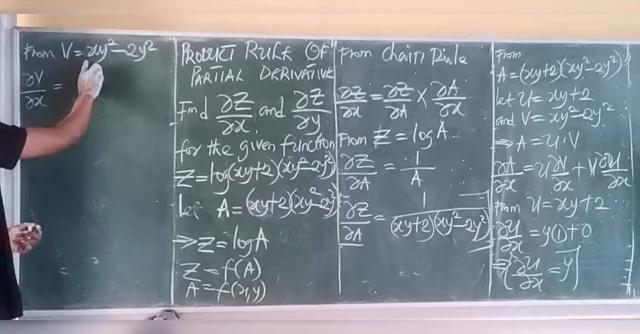 From V = xy² - 2y²
∂V/∂x =
PRODUCT RULE OF
PARTIAL DERIVATIVE
Find ∂Z/∂x and ∂Z/∂y
for the given function
Z = log(xy+2)(xy²-2y²)
let A = (xy+2)(xy²-2y²)
⇒ Z = log A
Z = f(A)
A = f(x,y)
From Chain Rule
∂Z/∂x = ∂Z/∂A × ∂A/∂x
From Z = log A
∂Z/∂A = 1/A
∂Z/∂A = 1/(xy+2)(xy²-2y²)
From
A = (xy+2)(xy²-2y²)
let U = xy+2
and V = xy²-2y²
⇒ A = U·V
∂A/∂x = U ∂V/∂x + V ∂U/∂x
From U = xy+2
∂U/∂x = y(1)+0
⇒ (∂U/∂x = y)